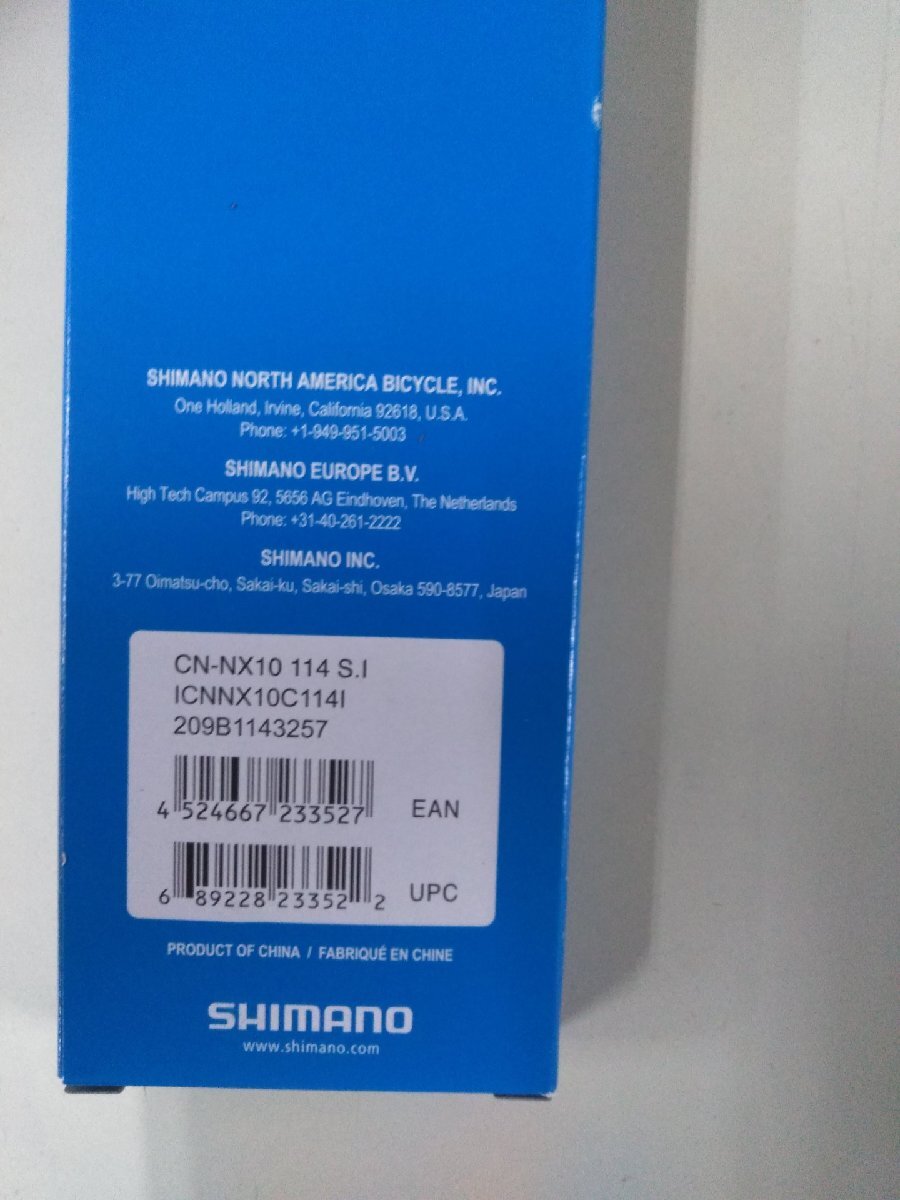 SHIMANO NORTH AMERICA BICYCLE, INC.
One Holland, Irvine, California 92618, U.S.A.
Phone: +1-949-951-5003
SHIMANO EUROPE B.V.
High Tech Campus 92, 5656 AG Eindhoven, The Netherlands
Phone: +31-40-261-2222
SHIMANO INC.
3-77 Oimatsu-cho, Sakai-ku, Sakai-shi, Osaka 590-8577, Japan
CN-NX10 114 S.I
ICNNX10C114I
209B1143257
4 524667 233527 EAN
6 89228 23352 2 UPC
PRODUCT OF CHINA / FABRIQUÉ EN CHINE
SHIMANO
www.shimano.com